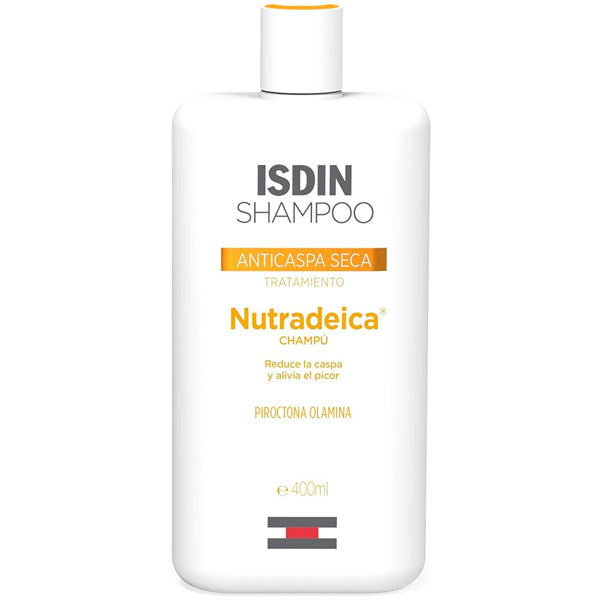 ISDIN
SHAMPOO
ANTICASPA SECA
TRATAMIENTO
Nutradeica®
CHAMPÚ
Reduce la caspa
y alivia el picor
PIROCTONA OLAMINA
℮400ml